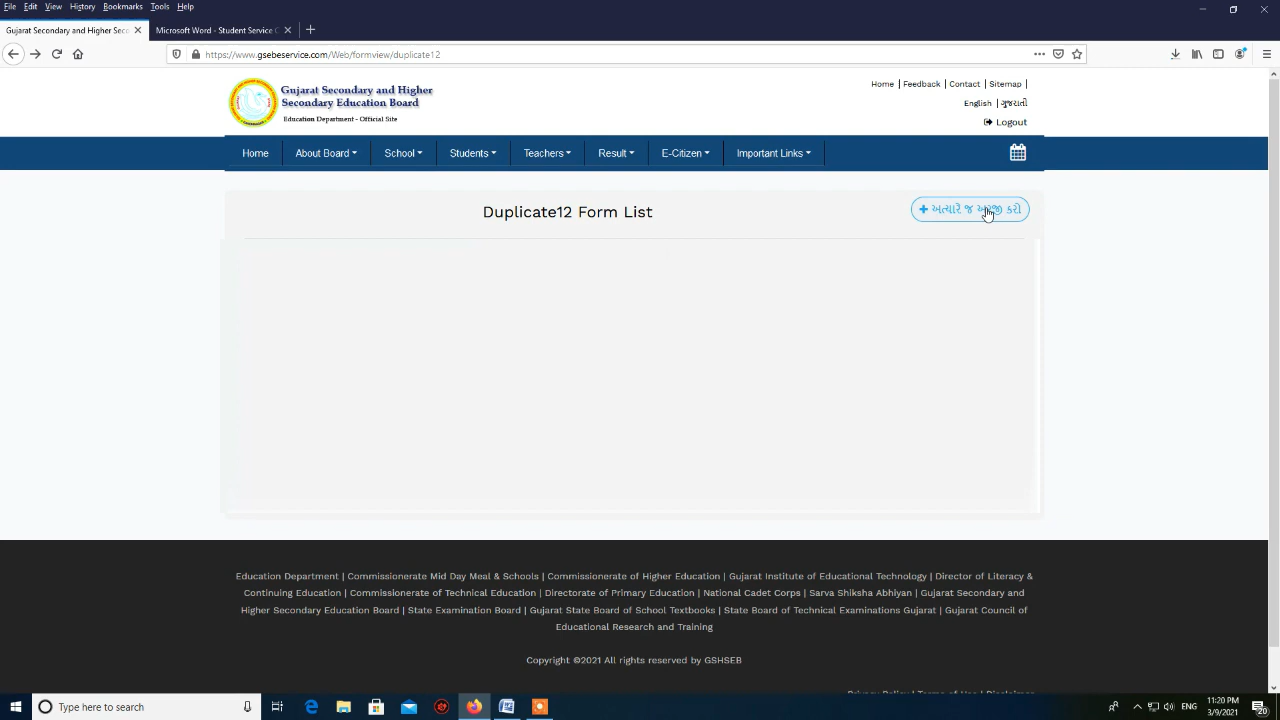 File Edit View History Bookmarks Tools Help
Gujarat Secondary and Higher Sec
Microsoft Word - Student Service C
https://www.gsebeservice.com/Web/formview/duplicate12
Gujarat Secondary and Higher
Secondary Education Board
Education Department - Official Site
Home | Feedback | Contact | Sitemap |
English | ગુજરાતી
Logout
Home About Board School Students Teachers Result E-Citizen Important Links
Duplicate12 Form List
+ અત્યારે જ અરજી કરો
Education Department | Commissionerate Mid Day Meal & Schools | Commissionerate of Higher Education | Gujarat Institute of Educational Technology | Director of Literacy &
Continuing Education | Commissionerate of Technical Education | Directorate of Primary Education | National Cadet Corps | Sarva Shiksha Abhiyan | Gujarat Secondary and
Higher Secondary Education Board | State Examination Board | Gujarat State Board of School Textbooks | State Board of Technical Examinations Gujarat | Gujarat Council of
Educational Research and Training
Copyright ©2021 All rights reserved by GSHSEB
Privacy Policy | Terms of Use | Disclaimer
Type here to search
ENG
11:20 PM
3/9/2021
20